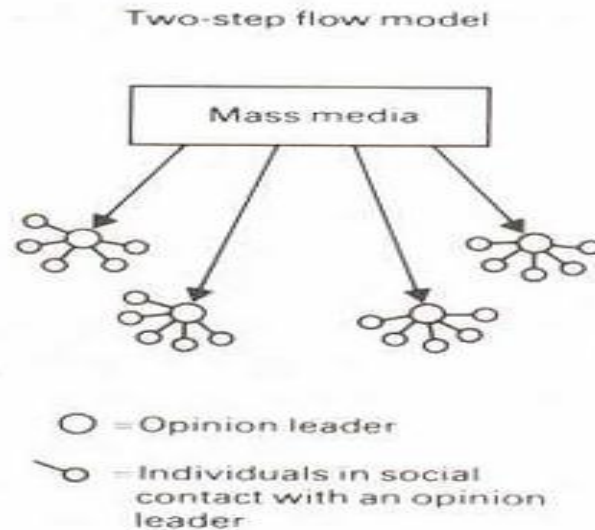 Two-step flow model
Mass media
= Opinion leader
= Individuals in social
contact with an opinion
leader